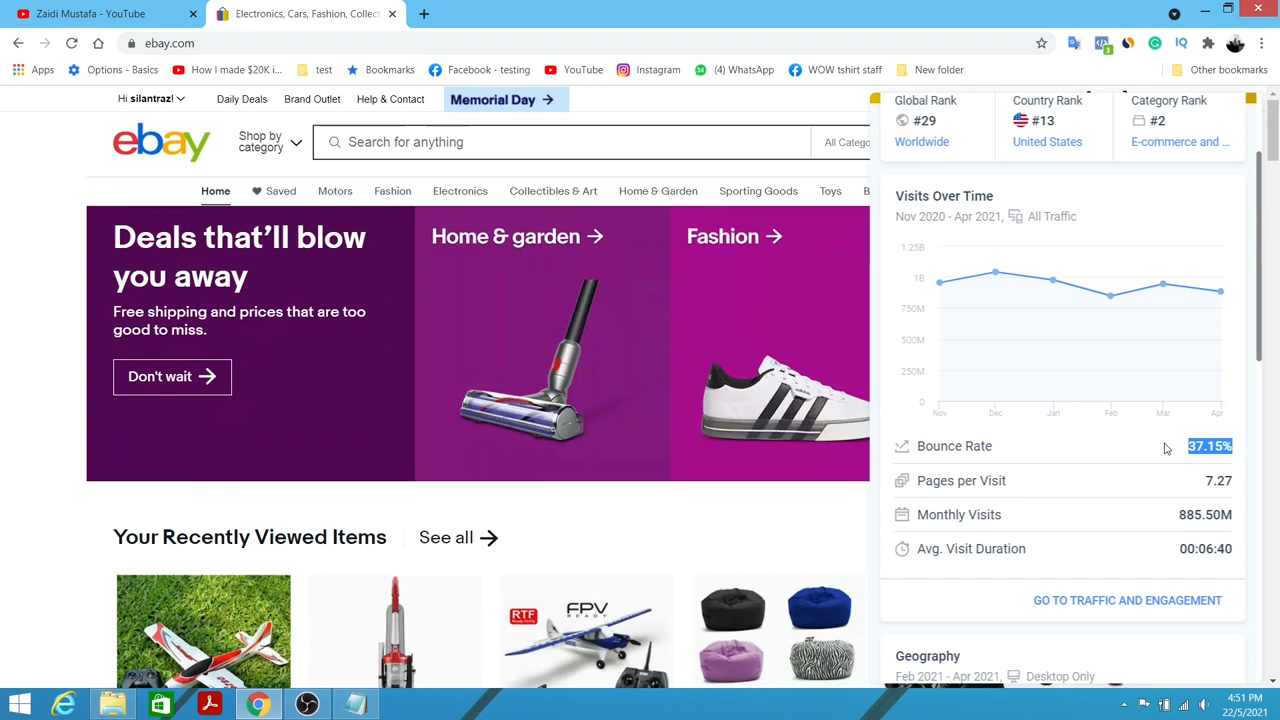 Zaidi Mustafa - YouTube
Electronics, Cars, Fashion, Collect
ebay.com
3
IQ
Apps
Options - Basics
How I made $20K i...
test
Bookmarks
Facebook - testing
YouTube
Instagram
(4) WhatsApp
WOW tshirt staff
New folder
Other bookmarks
Hi silantraz!
Daily Deals
Brand Outlet
Help & Contact
Memorial Day
ebay
Shop by
category
Search for anything
All Catego
Home
Saved
Motors
Fashion
Electronics
Collectibles & Art
Home & Garden
Sporting Goods
Toys
B
Deals that'll blow
you away
Free shipping and prices that are too
good to miss.
Don't wait
Home & garden
Fashion
Your Recently Viewed Items
See all
RTF
FPV
READY
Global Rank
Country Rank
Category Rank
#29
#13
#2
Worldwide
United States
E-commerce and ...
Visits Over Time
Nov 2020 - Apr 2021,
All Traffic
1.25B
1B
750M
500M
250M
0
Nov
Dec
Jan
Feb
Mar
Apr
Bounce Rate
37.15%
Pages per Visit
7.27
Monthly Visits
885.50M
Avg. Visit Duration
00:06:40
GO TO TRAFFIC AND ENGAGEMENT
Geography
Feb 2021 - Apr 2021,
Desktop Only
4:51 PM
22/5/2021